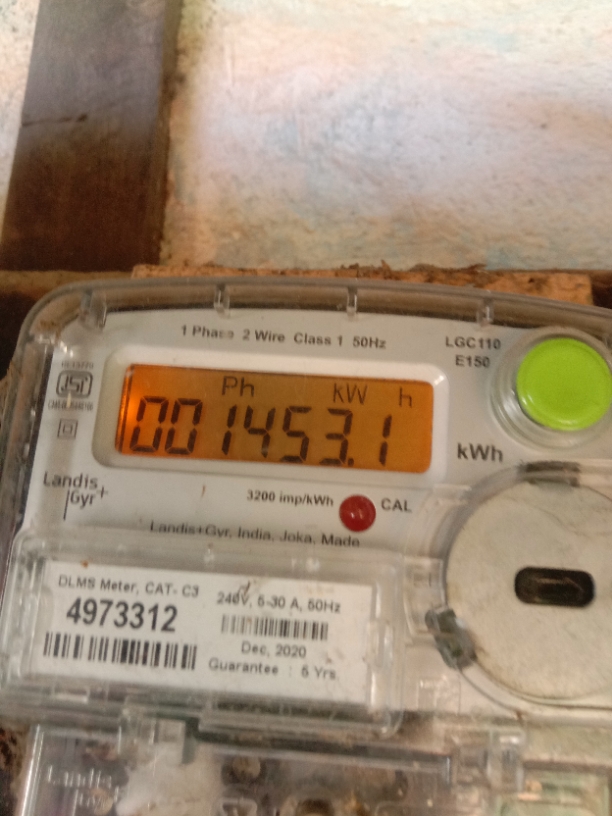 1 Phase 2 Wire Class 1 50Hz
LGC110
E150
Ph kW h
001453.1
kWh
Landis
Gyr+
3200 imp/kWh
CAL
Landis+Gyr, India, Joka, Made
DLMS Meter, CAT- C3
4973312
240V, 5-30 A, 50Hz
Dec, 2020
Guarantee : 5 Yrs.
Landis
Gyr